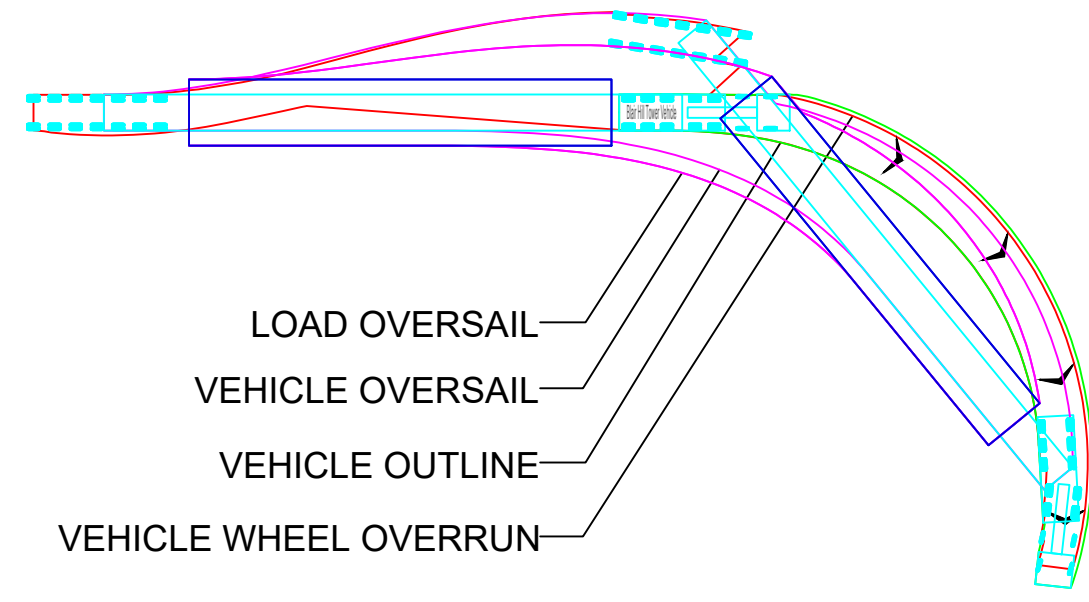 Blair Hill Tower Vehicle
LOAD OVERSAIL
VEHICLE OVERSAIL
VEHICLE OUTLINE
VEHICLE WHEEL OVERRUN